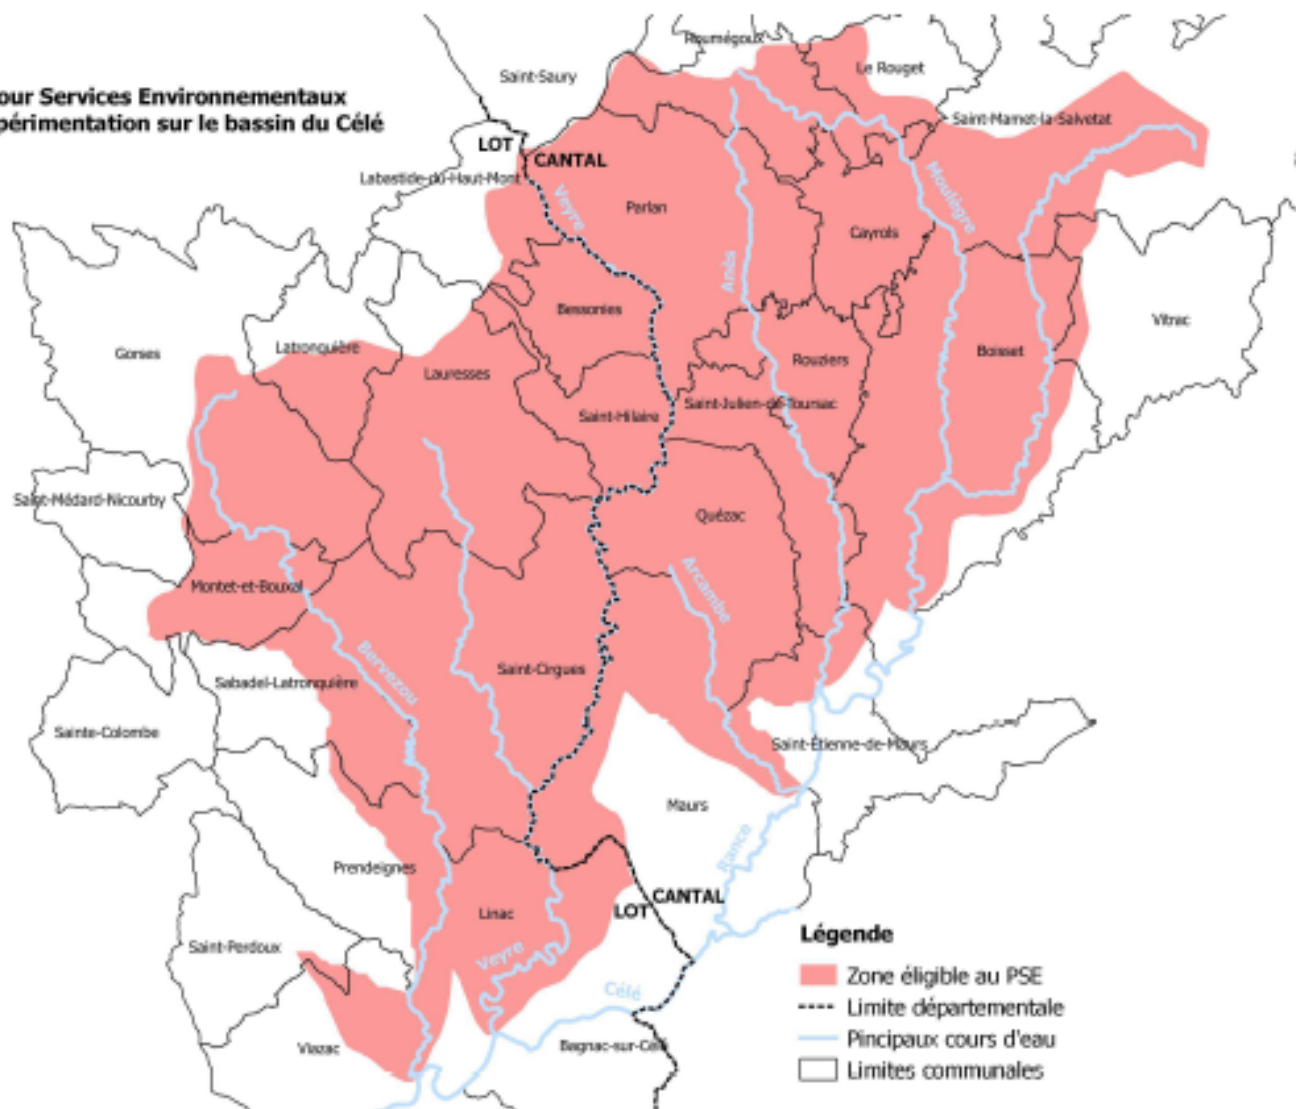 our Services Environnementaux
périmentation sur le bassin du Célé
Roumégoux
Le Rouget
Saint-Saury
Saint-Mamet-la-Salvetat
LOT
CANTAL
Labastide-du-Haut-Mont
Veyre
Parlan
Moulègre
Cayrols
Anès
Bessonies
Vitrac
Gorses
Latronquière
Lauresses
Rouziers
Boisset
Saint-Hilaire
Saint-Julien-de-Toursac
Saint-Médard-Nicourby
Quézac
Montet-et-Bouxal
Arcambe
Bervezou
Saint-Cirgues
Sabadel-Latronquière
Sainte-Colombe
Saint-Étienne-de-Maurs
Maurs
Rance
Prendeignes
CANTAL
LOT
Linac
Saint-Perdoux
Veyre
Célé
Viazac
Bagnac-sur-Célé
Légende
Zone éligible au PSE
Limite départementale
Pincipaux cours d'eau
Limites communales